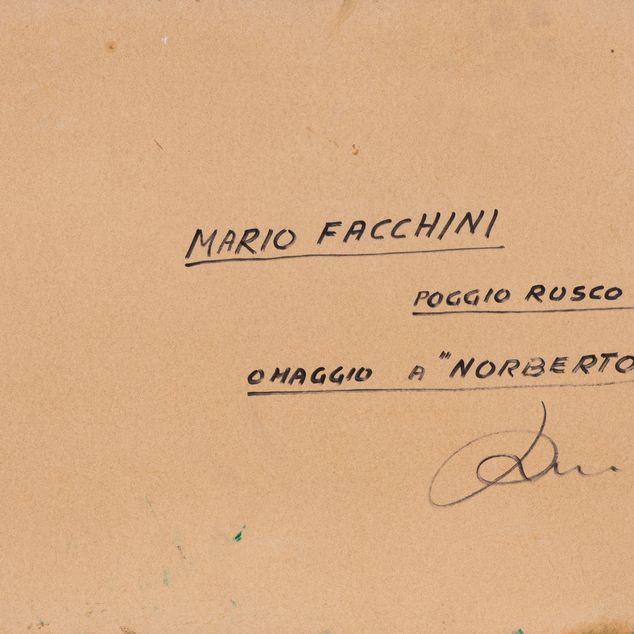 MARIO FACCHINI
POGGIO RUSCO
OMAGGIO A "'NORBERTO